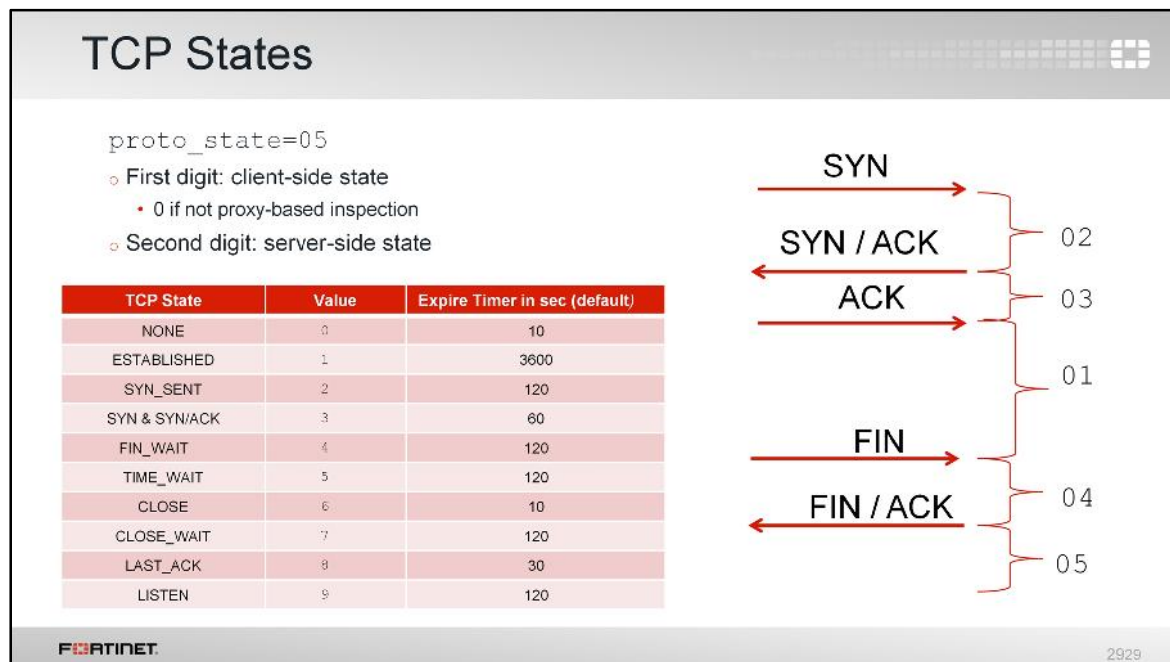 TCP States
proto_state=05
First digit: client-side state
0 if not proxy-based inspection
Second digit: server-side state
TCP State Value Expire Timer in sec (default)
NONE 0 10
ESTABLISHED 1 3600
SYN_SENT 2 120
SYN & SYN/ACK 3 60
FIN_WAIT 4 120
TIME_WAIT 5 120
CLOSE 6 10
CLOSE_WAIT 7 120
LAST_ACK 8 30
LISTEN 9 120
SYN
SYN / ACK
ACK
FIN
FIN / ACK
02
03
01
04
05
FORTINET
2929